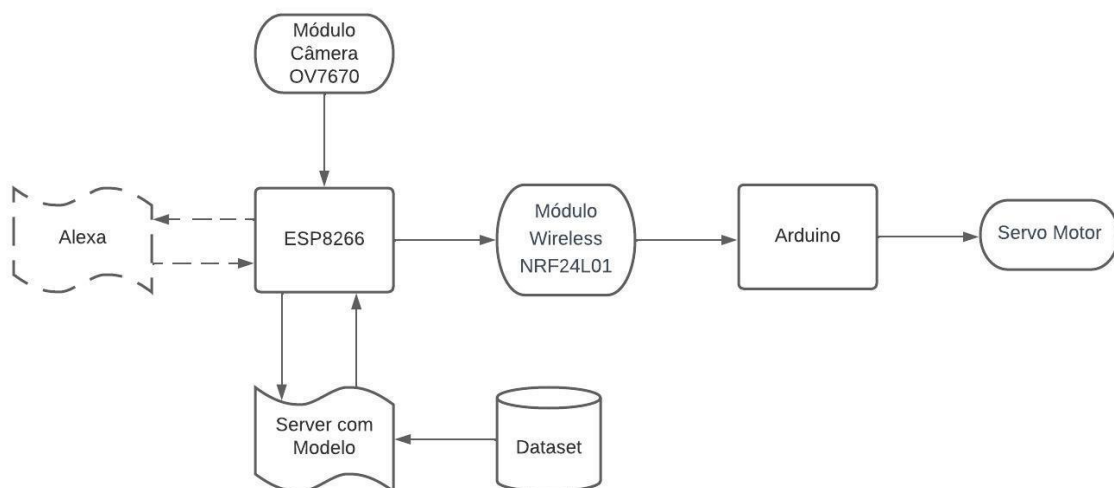 Módulo
Câmera
OV7670
Alexa
ESP8266
Módulo
Wireless
NRF24L01
Arduino
Servo Motor
Server com
Modelo
Dataset